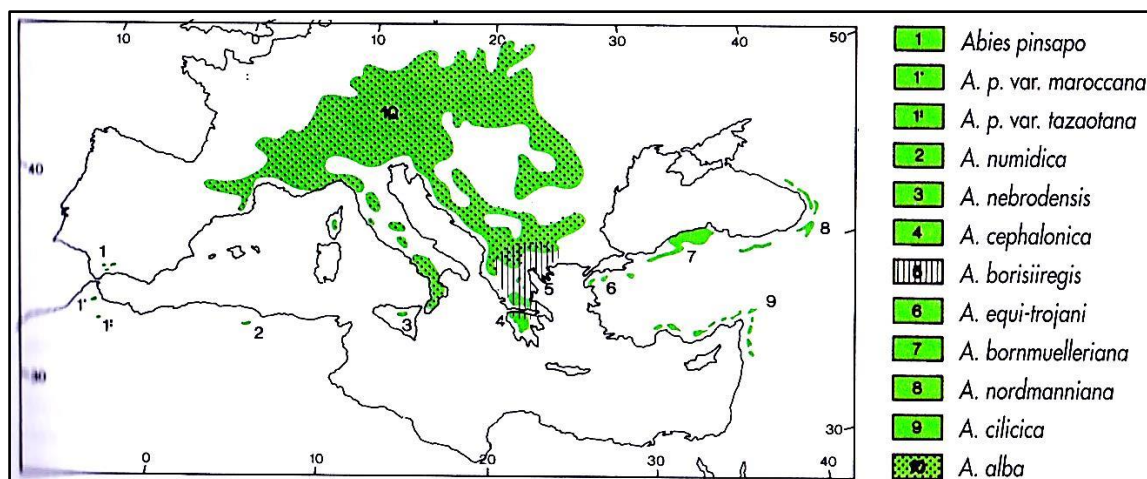 10 0 10 20 30 40 50
40
30
30
0 10 20 30 40
10
1
1'
1"
2
3
4
5
6
7
8
9
1 Abies pinsapo
1' A. p. var. maroccana
1" A. p. var. tazaotana
2 A. numidica
3 A. nebrodensis
4 A. cephalonica
5 A. borisiiregis
6 A. equi-trojani
7 A. bornmuelleriana
8 A. nordmanniana
9 A. cilicica
10 A. alba